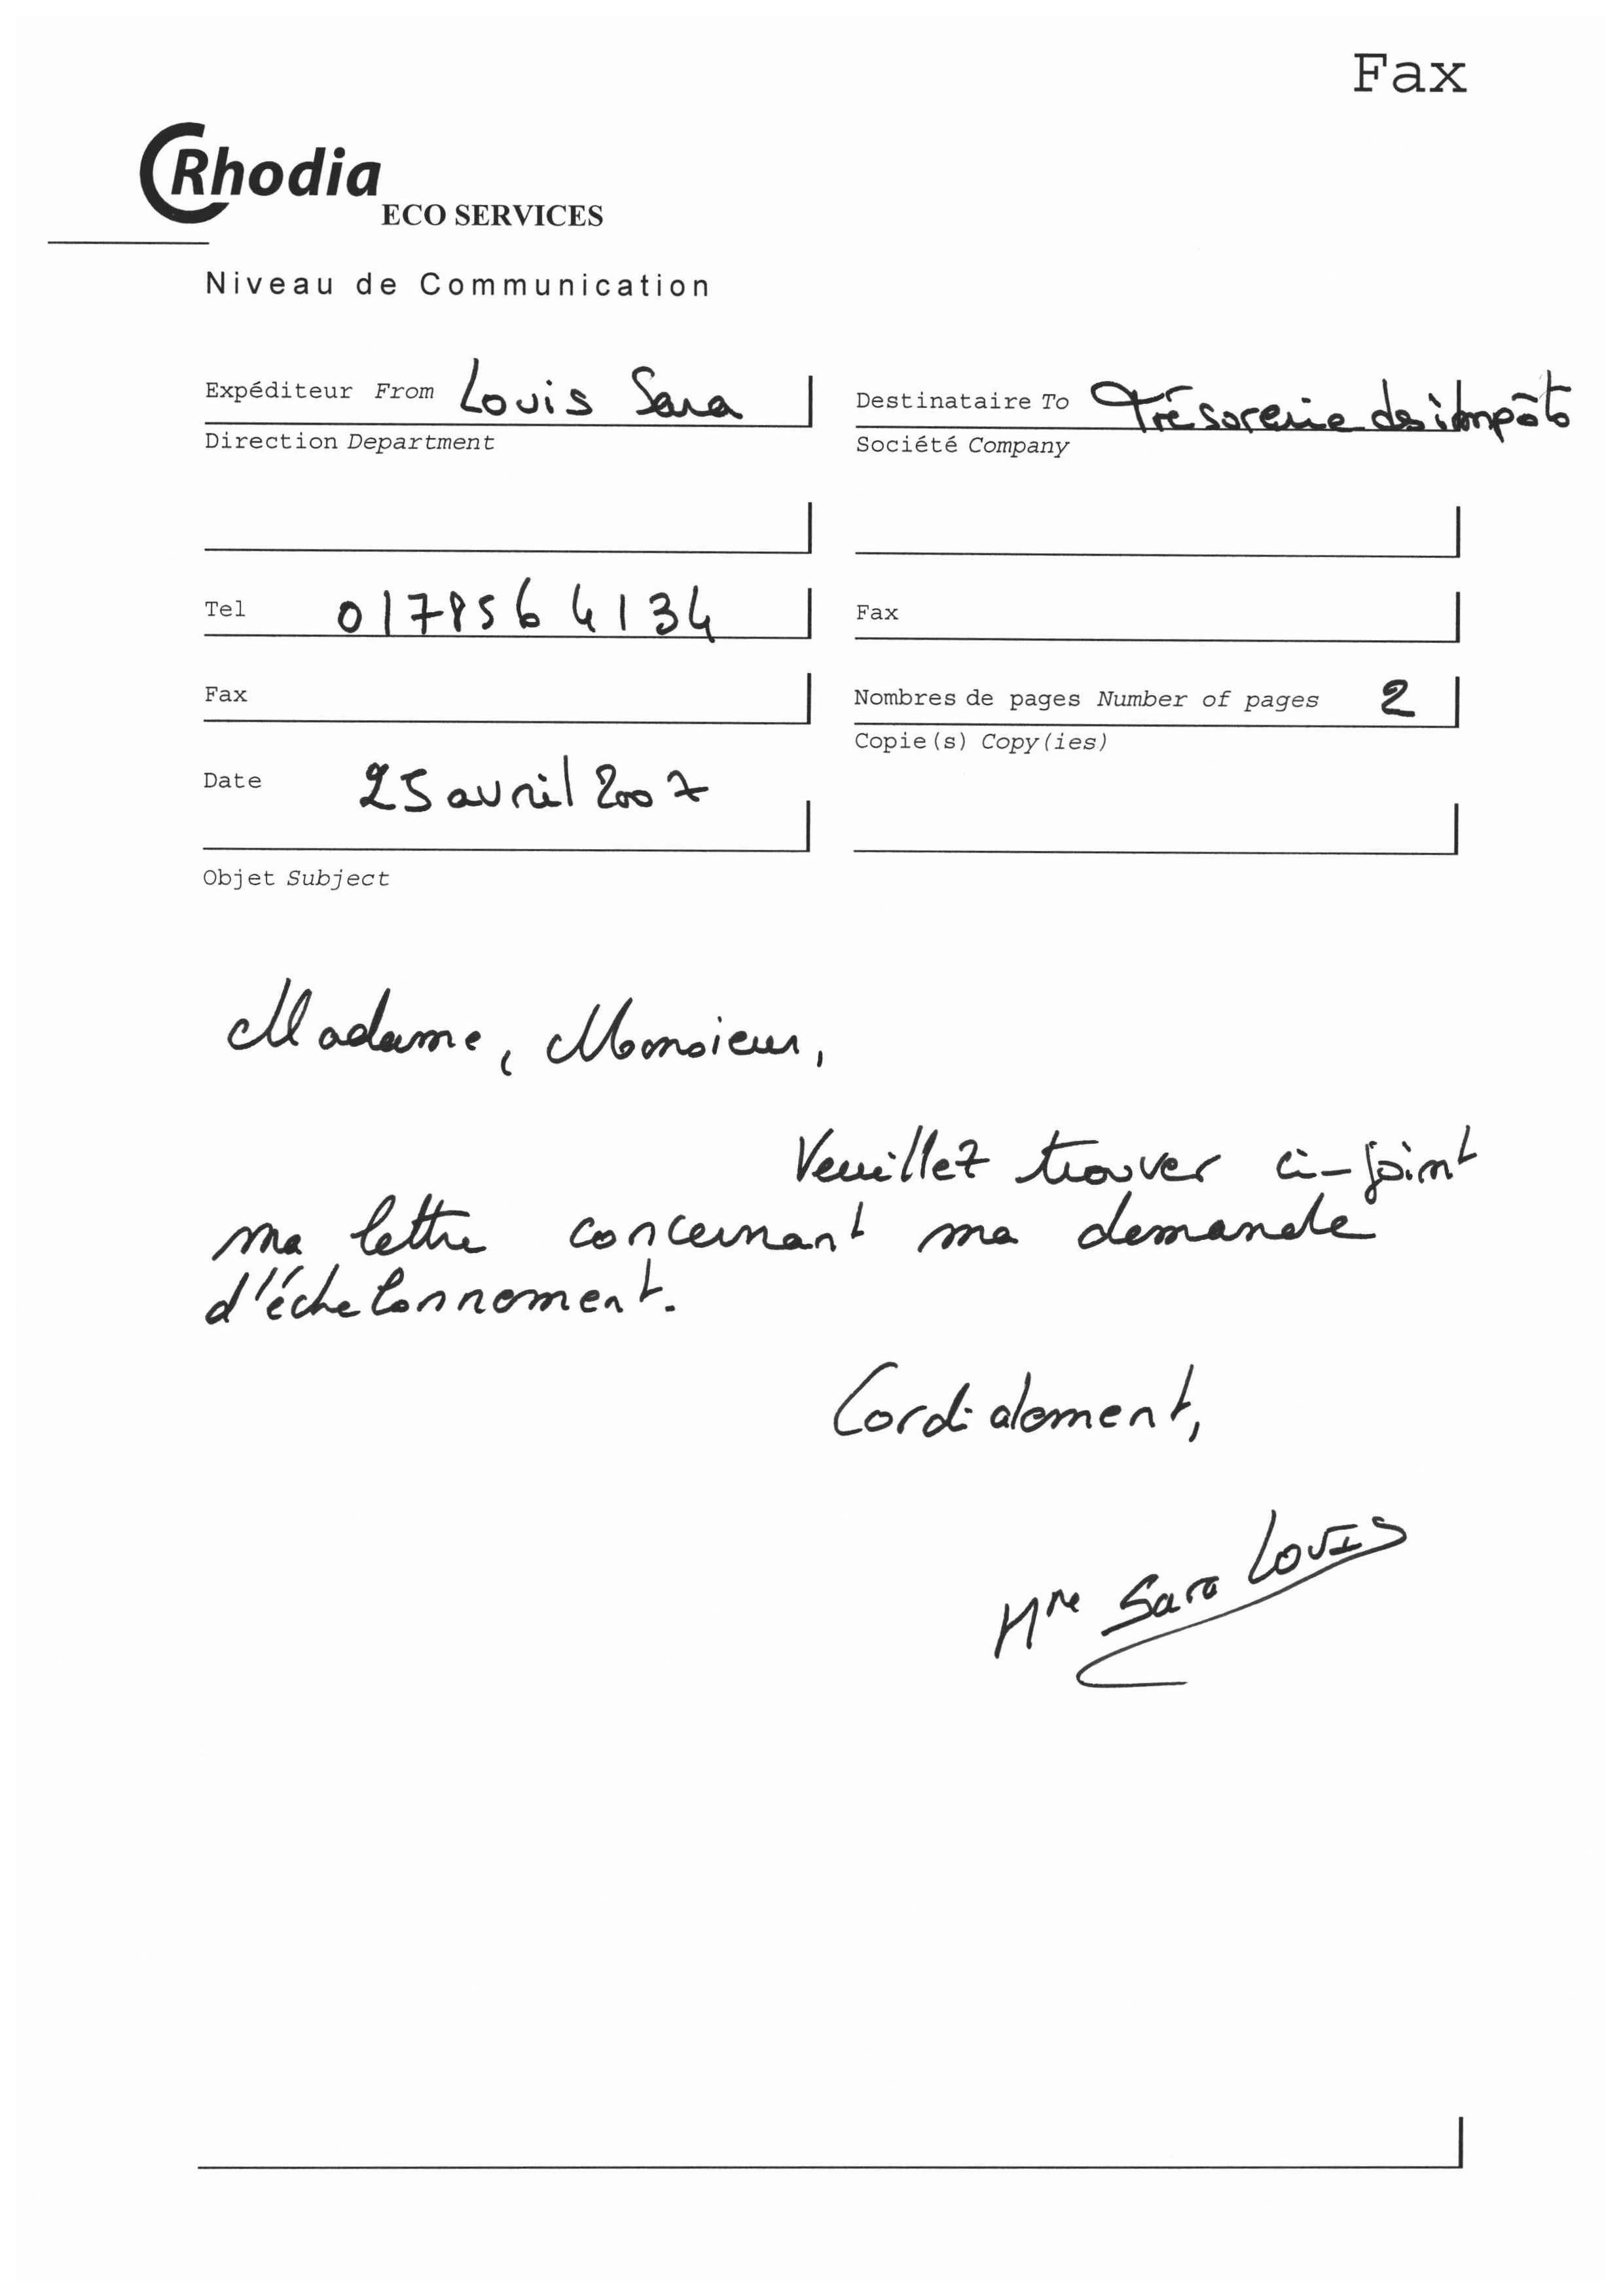 Fax
Rhodia
ECO SERVICES
Niveau de Communication
Expéditeur From Louis Sara
Destinataire To Trésorerie des impôts
Direction Department
Société Company
Tel 0178564134
Fax
Fax
Nombres de pages Number of pages 2
Copie(s) Copy(ies)
Date 25 avril 2007
Objet Subject
Madame, Monsieur,
Veuillez trouver ci-joint
ma lettre concernant ma demande
d'échelonnement.
Cordialement,
Mme Sara LOUIS